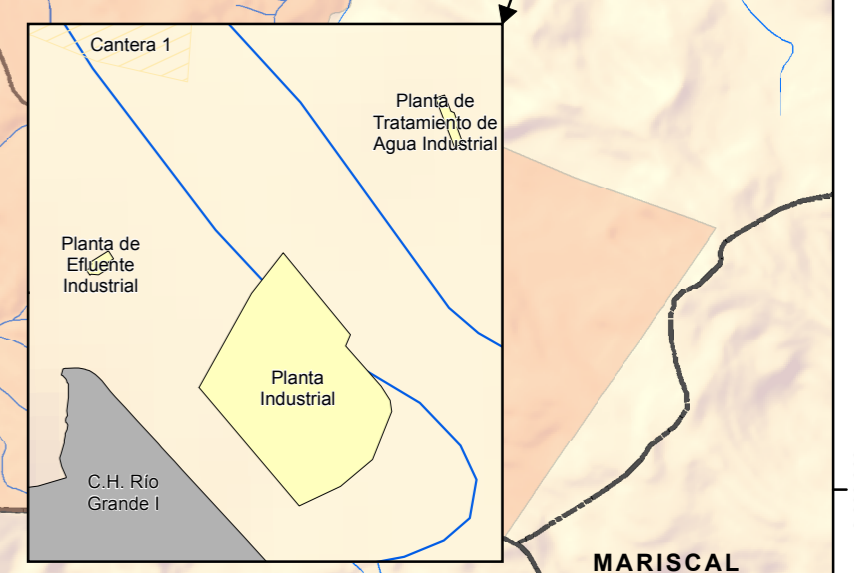 Cantera 1
Planta de
Tratamiento de
Agua Industrial
Planta de
Efluente
Industrial
Planta
Industrial
C.H. Río
Grande I
MARISCAL